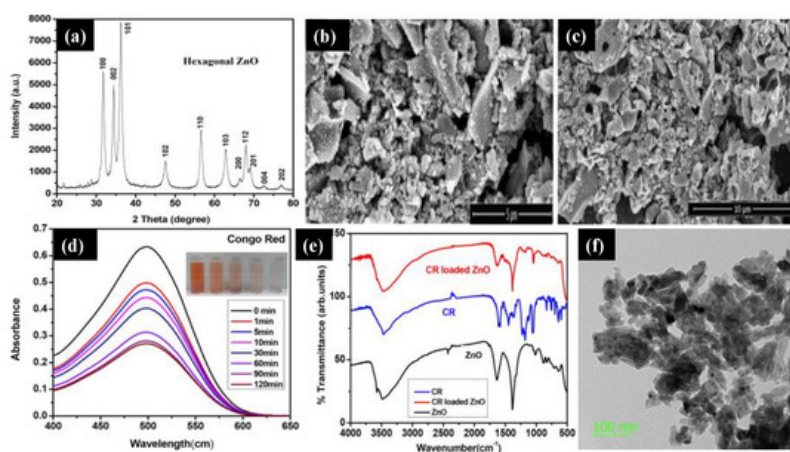 (a)
Hexagonal ZnO
100
002
101
102
110
103
200
112
201
004
202
Intensity (a.u.)
8000
7000
6000
5000
4000
3000
2000
1000
0
20 30 40 50 60 70 80
2 Theta (degree)
(b)
5 µm
(c)
10 µm
(d)
Congo Red
0 min
1min
5min
10min
30min
60min
90min
120min
Absorbance
0.7
0.6
0.5
0.4
0.3
0.2
0.1
0.0
400 450 500 550 600 650
Wavelength(cm)
(e)
CR loaded ZnO
CR
ZnO
CR
CR loaded ZnO
ZnO
% Transmittance (arb.units)
50
100
50
0
4000 3500 3000 2500 2000 1500 1000 500
Wavenumber(cm-1)
(f)
100 nm